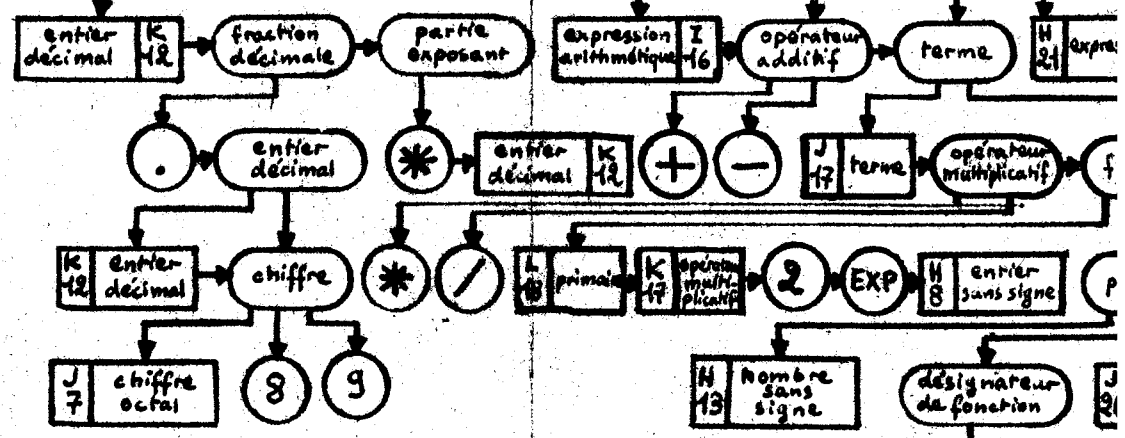 entier
décimal
K
12
fraction
décimale
partie
exposant
expression
arithmétique
I
16
opérateur
additif
terme
H
21
.
entier
décimal
*
entier
décimal
K
12
+
-
J
17
terme
opérateur
multiplicatif
f
K
12
entier
décimal
chiffre
*
/
L
18
K
17
opérateur
multi-
plicatif
2
EXP
H
8
entier
sans signe
p
J
7
chiffre
octal
8
9
H
13
Nombre
sans
signe
désignateur
de fonction
J